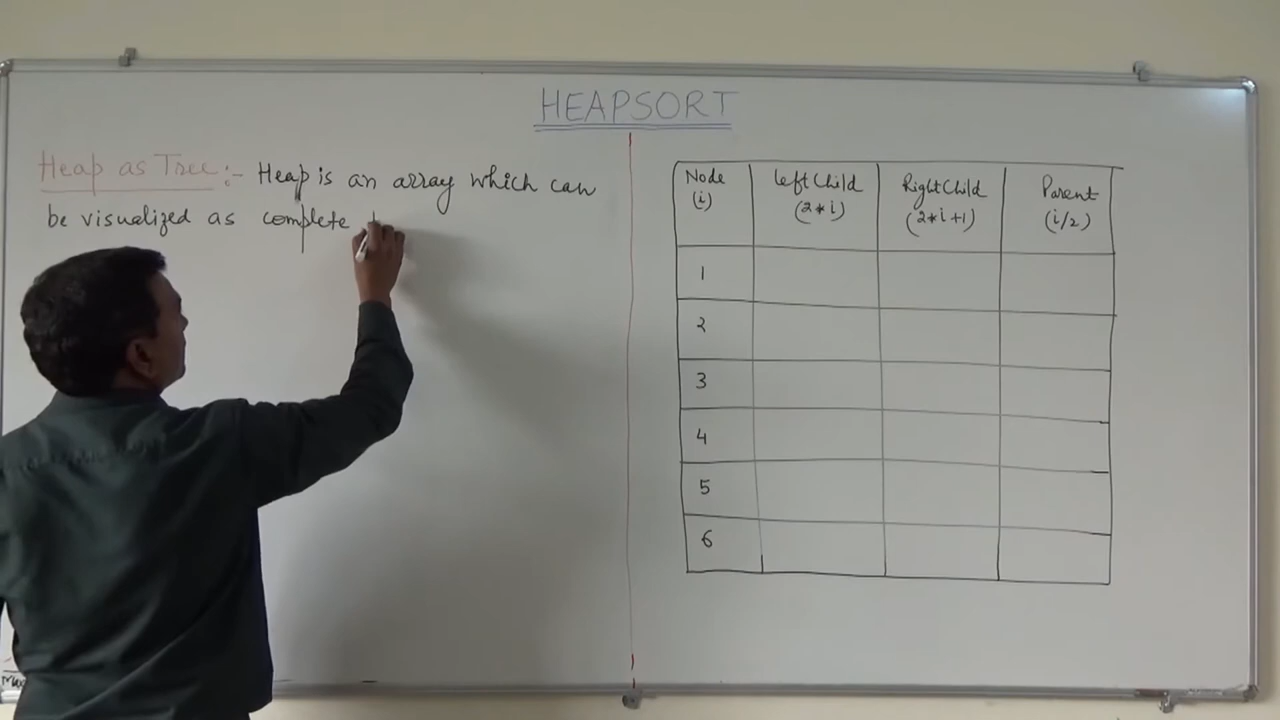 HEAPSORT
Heap as Tree:- Heap is an array which can
be visualized as complete
Node (i) Left Child (2*i) Right Child (2*i+1) Parent (i/2)
1
2
3
4
5
6